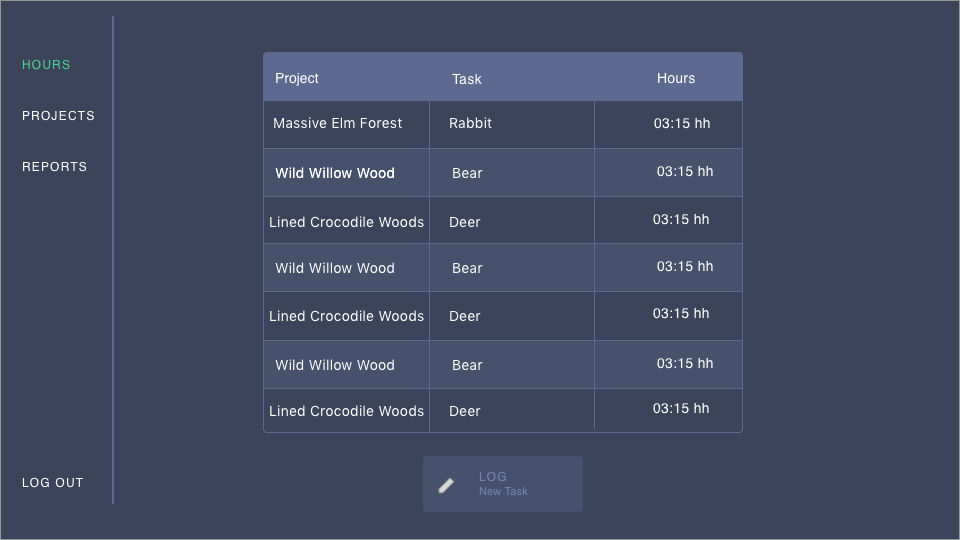 HOURS
PROJECTS
REPORTS
LOG OUT
Project Task Hours
Massive Elm Forest Rabbit 03:15 hh
Wild Willow Wood Bear 03:15 hh
Lined Crocodile Woods Deer 03:15 hh
Wild Willow Wood Bear 03:15 hh
Lined Crocodile Woods Deer 03:15 hh
Wild Willow Wood Bear 03:15 hh
Lined Crocodile Woods Deer 03:15 hh
LOG
New Task